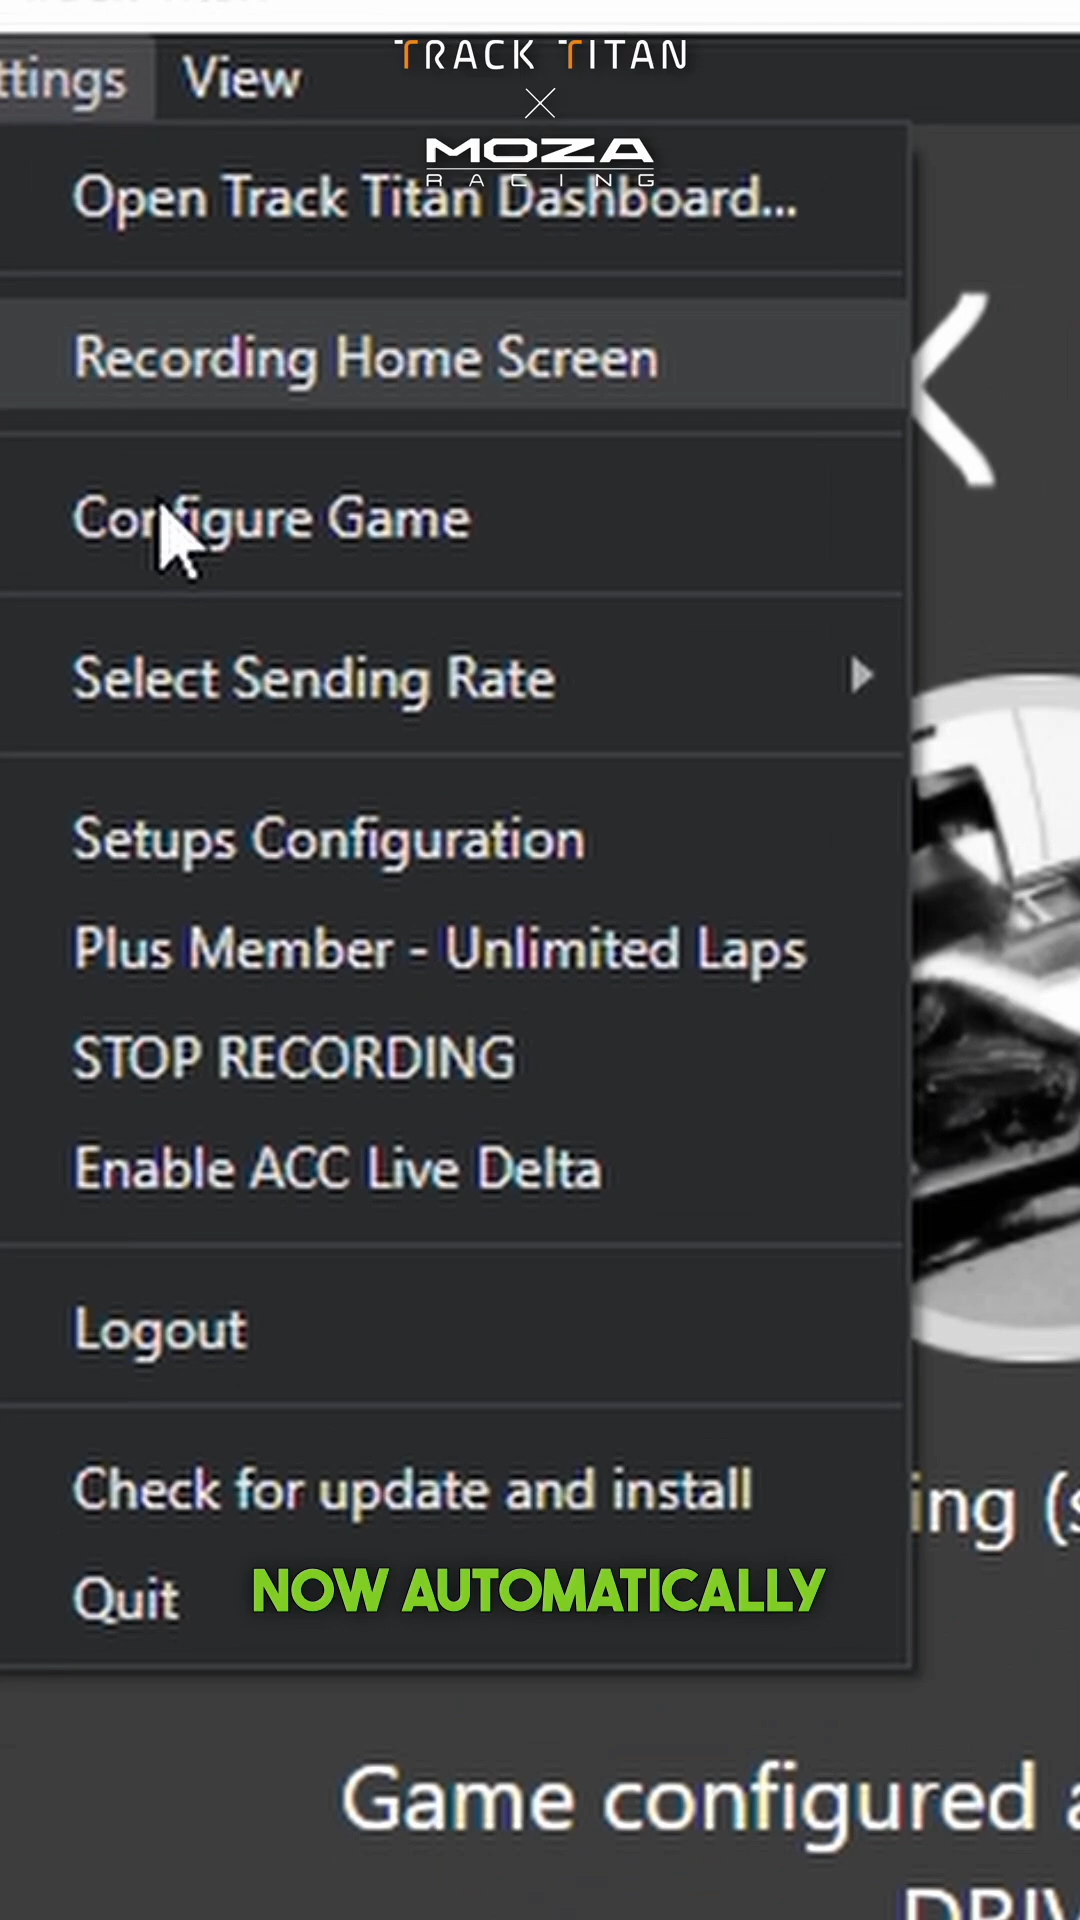 TRACK TITAN
ttings
View
MOZA
RACING
Open Track Titan Dashboard...
Recording Home Screen
Configure Game
Select Sending Rate
Setups Configuration
Plus Member - Unlimited Laps
STOP RECORDING
Enable ACC Live Delta
Logout
Check for update and install
ing (s
Quit
NOW AUTOMATICALLY
Game configured a
DRIV